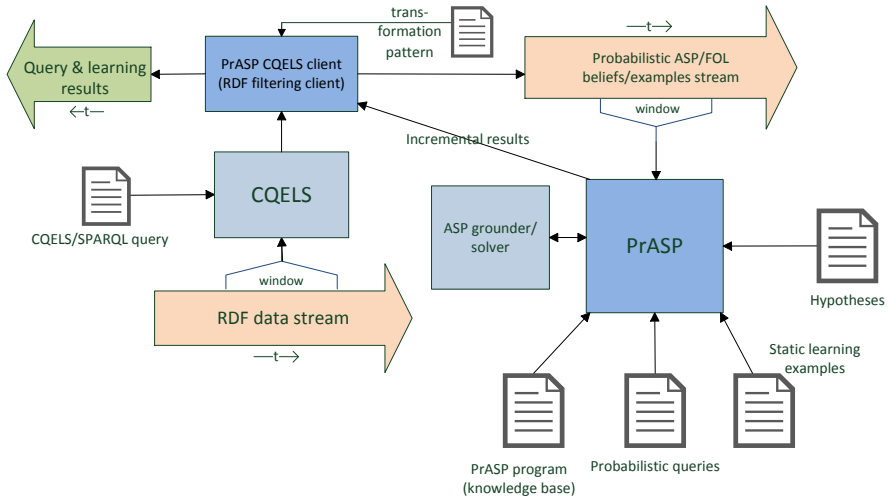 trans-
formation
pattern
Query & learning
results
←t—
PrASP CQELS client
(RDF filtering client)
—t→
Probabilistic ASP/FOL
beliefs/examples stream
window
Incremental results
CQELS
CQELS/SPARQL query
ASP grounder/
solver
PrASP
Hypotheses
window
RDF data stream
—t→
Static learning
examples
PrASP program
(knowledge base)
Probabilistic queries